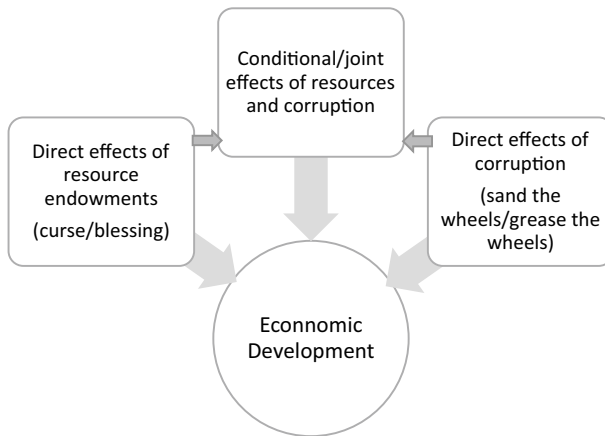 Conditional/joint
effects of resources
and corruption
Direct effects of
resource
endowments
(curse/blessing)
Direct effects of
corruption
(sand the
wheels/grease the
wheels)
Econnomic
Development